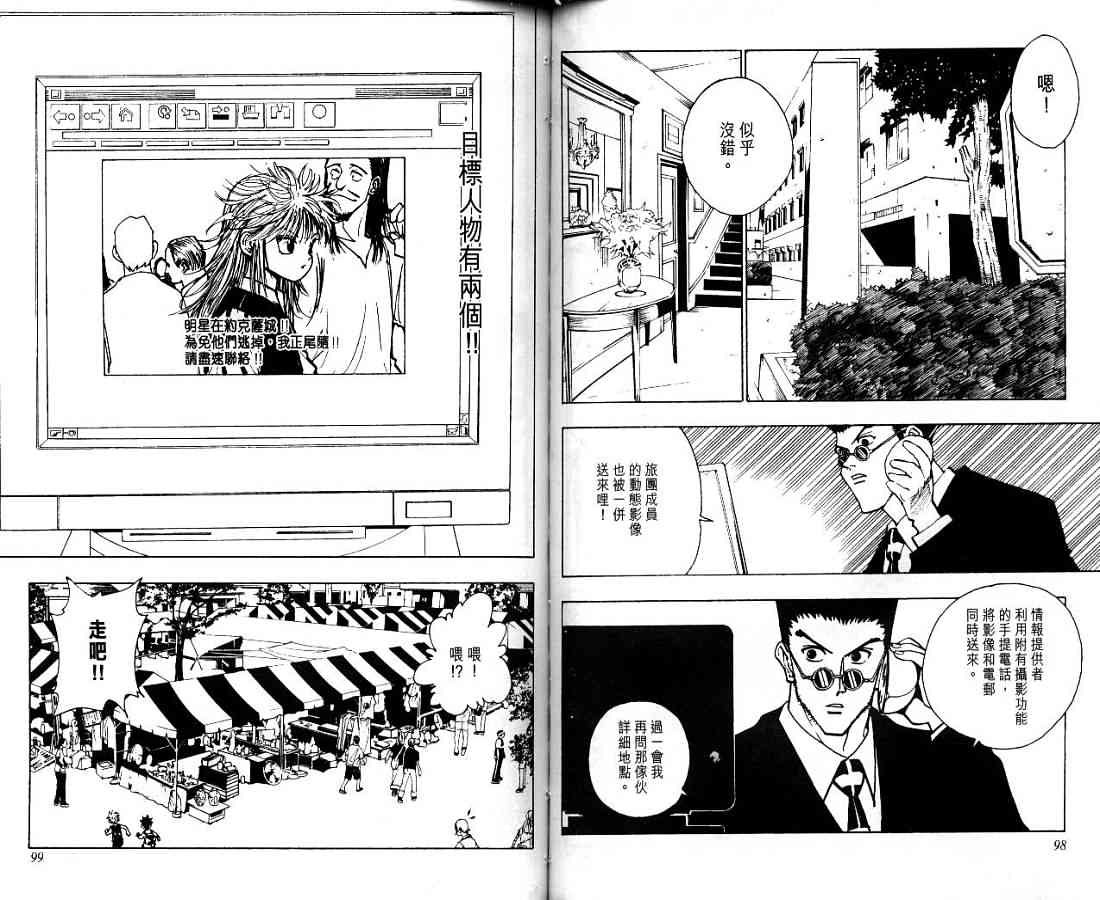 嗯！
似乎
沒錯。
旅團成員
的動態影像
也被一併
送來哩！
情報提供者
利用附有攝影功能
的手提電話，
將影像和電郵
同時送來。
過一會我
再問那傢伙
詳細地點。
98
目標人物有兩個!!
明星在約克薩城!!
為免他們逃掉，我正尾隨!!
請盡速聯絡!!
喂！
喂!?
走吧!!
99